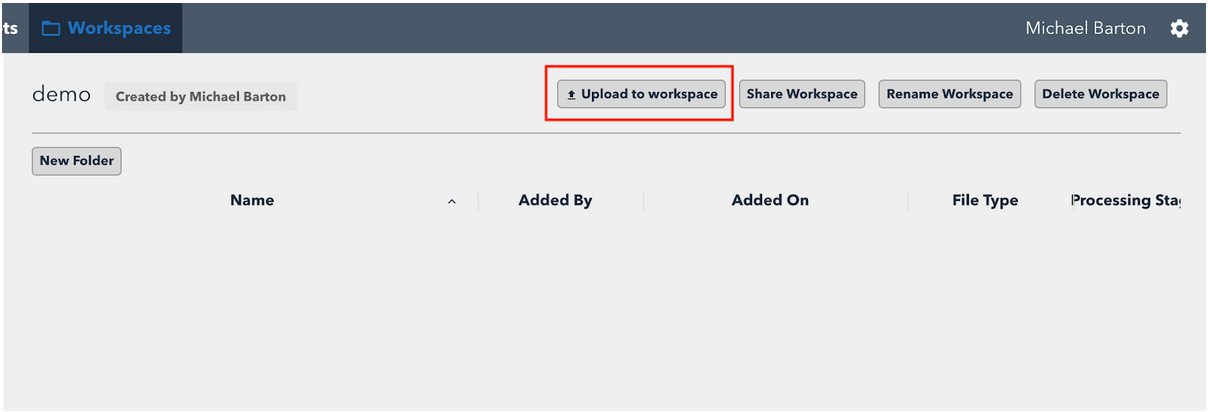 ts Workspaces Michael Barton
demo Created by Michael Barton Upload to workspace Share Workspace Rename Workspace Delete Workspace
New Folder
Name Added By Added On File Type Processing Sta